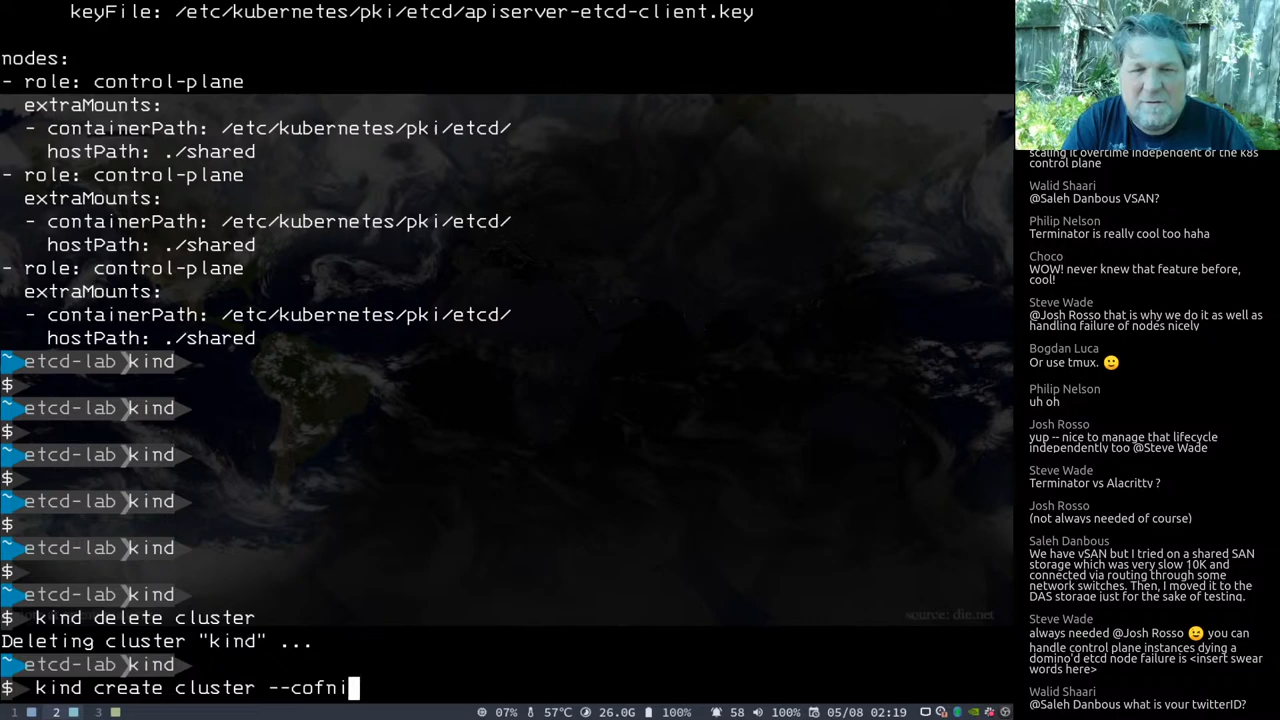 keyFile: /etc/kubernetes/pki/etcd/apiserver-etcd-client.key
nodes:
- role: control-plane
extraMounts:
- containerPath: /etc/kubernetes/pki/etcd/
hostPath: ./shared
- role: control-plane
extraMounts:
- containerPath: /etc/kubernetes/pki/etcd/
hostPath: ./shared
- role: control-plane
extraMounts:
- containerPath: /etc/kubernetes/pki/etcd/
hostPath: ./shared
~ etcd-lab kind
$
~ etcd-lab kind
$
~ etcd-lab kind
$
~ etcd-lab kind
$
~ etcd-lab kind
$
~ etcd-lab kind
$ kind delete cluster
Deleting cluster "kind" ...
~ etcd-lab kind
$ kind create cluster --cofni
source: die.net
1 2 3 07% 57°C 26.0G 100% 58 100% 05/08 02:19
scaling it overtime independent of the k8s
control plane
Walid Shaari
@Saleh Danbous VSAN?
Philip Nelson
Terminator is really cool too haha
Choco
WOW! never knew that feature before,
cool!
Steve Wade
@Josh Rosso that is why we do it as well as
handling failure of nodes nicely
Bogdan Luca
Or use tmux. 🙂
Philip Nelson
uh oh
Josh Rosso
yup -- nice to manage that lifecycle
independently too @Steve Wade
Steve Wade
Terminator vs Alacritty ?
Josh Rosso
(not always needed of course)
Saleh Danbous
We have vSAN but I tried on a shared SAN
storage which was very slow 10K and
connected via routing through some
network switches. Then, I moved it to the
DAS storage just for the sake of testing.
Steve Wade
always needed @Josh Rosso 😉 you can
handle control plane instances dying a
domino'd etcd node failure is <insert swear
words here>
Walid Shaari
@Saleh Danbous what is your twitterID?